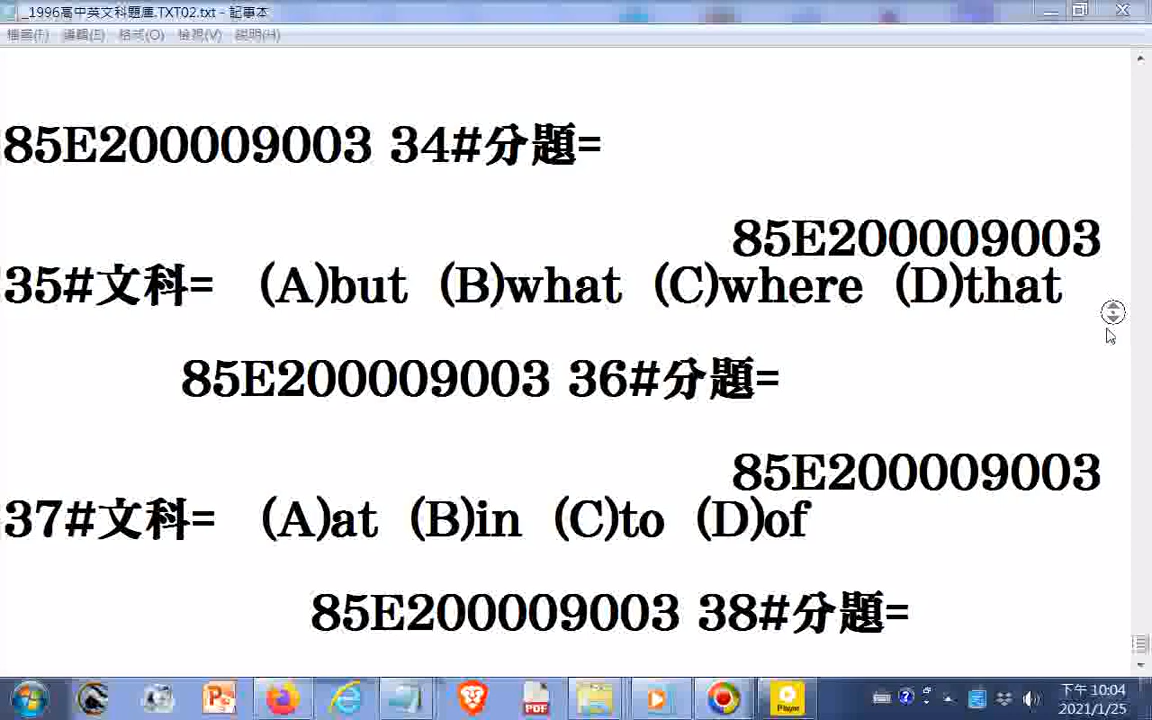 _1996高中英文科題庫.TXT02.txt - 記事本
檔案(F) 編輯(E) 格式(O) 檢視(V) 說明(H)
85E200009003 34#分題=
85E200009003
35#文科= (A)but (B)what (C)where (D)that
85E200009003 36#分題=
85E200009003
37#文科= (A)at (B)in (C)to (D)of
85E200009003 38#分題=
PDF
Player
下午 10:04
2021/1/25